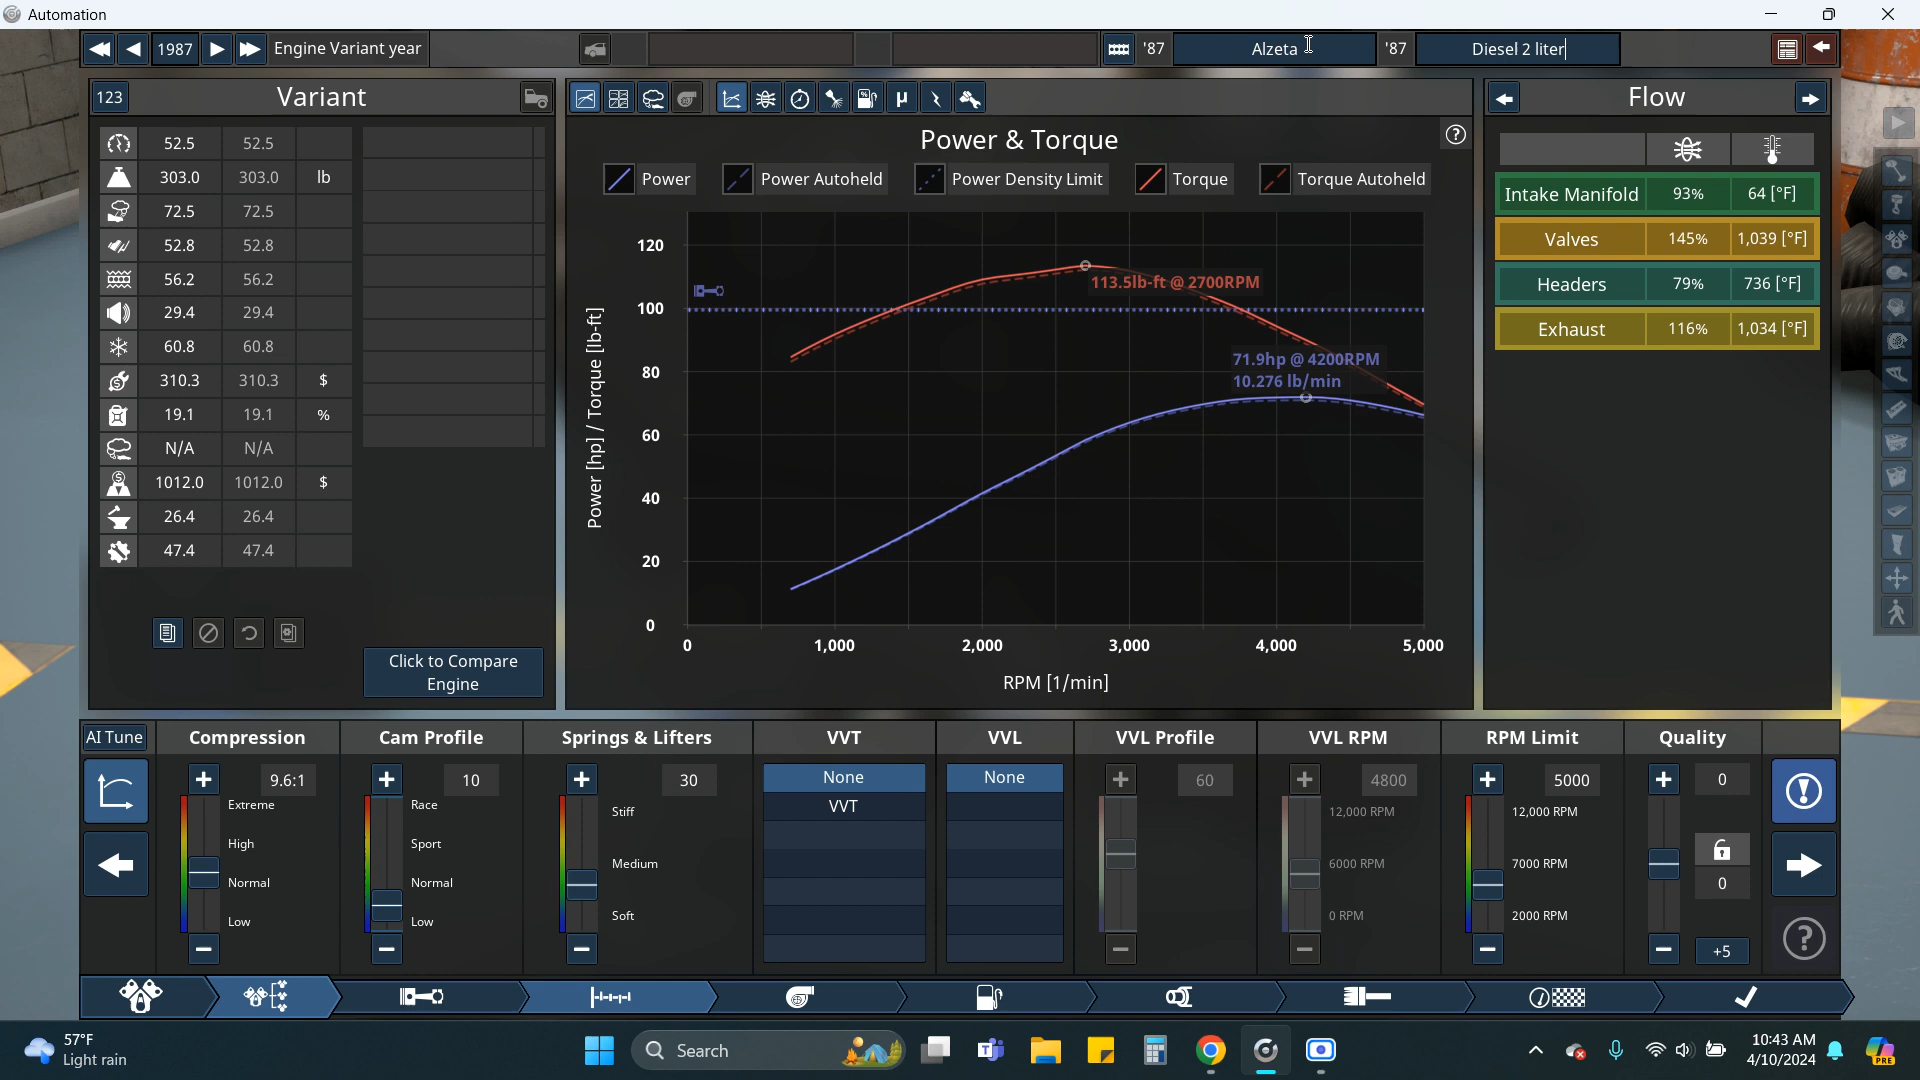 Automation
1987
Engine Variant year
'87
Alzeta
'87
Diesel 2 liter
123
Variant
52.5 52.5
303.0 303.0 lb
72.5 72.5
52.8 52.8
56.2 56.2
29.4 29.4
60.8 60.8
310.3 310.3 $
19.1 19.1 %
N/A N/A
1012.0 1012.0 $
26.4 26.4
47.4 47.4
Click to Compare
Engine
Power & Torque
Power
Power Autoheld
Power Density Limit
Torque
Torque Autoheld
Power [hp] / Torque [lb-ft]
120
100
80
60
40
20
0
113.5lb-ft @ 2700RPM
71.9hp @ 4200RPM
10.276 lb/min
0 1,000 2,000 3,000 4,000 5,000
RPM [1/min]
Flow
Intake Manifold 93% 64 [°F]
Valves 145% 1,039 [°F]
Headers 79% 736 [°F]
Exhaust 116% 1,034 [°F]
AI Tune
Compression
9.6:1
Extreme
High
Normal
Low
Cam Profile
10
Race
Sport
Normal
Low
Springs & Lifters
30
Stiff
Medium
Soft
VVT
None
VVT
VVL
None
VVL Profile
60
VVL RPM
4800
12,000 RPM
6000 RPM
0 RPM
RPM Limit
5000
12,000 RPM
7000 RPM
2000 RPM
Quality
0
0
+5
57°F
Light rain
Search
10:43 AM
4/10/2024
PRE